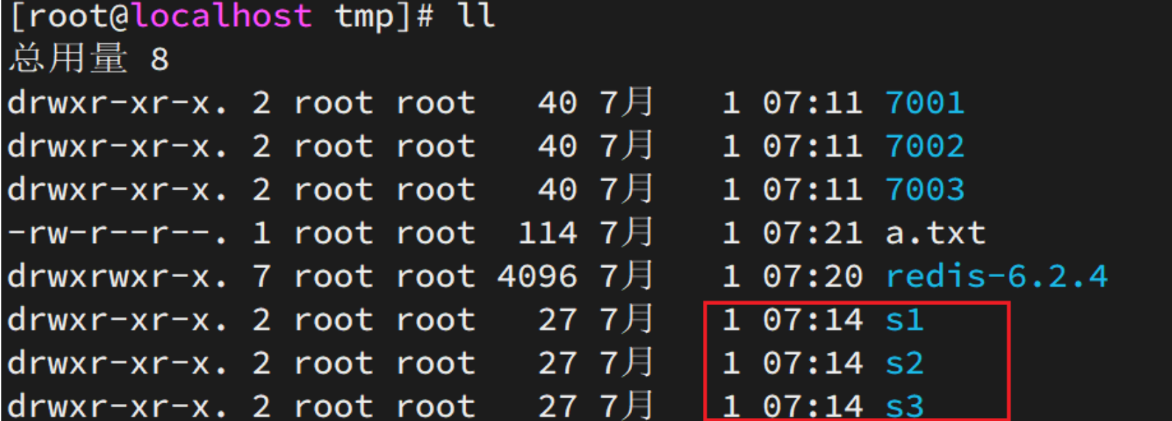 [root@localhost tmp]# ll
总用量 8
drwxr-xr-x. 2 root root   40 7月   1 07:11 7001
drwxr-xr-x. 2 root root   40 7月   1 07:11 7002
drwxr-xr-x. 2 root root   40 7月   1 07:11 7003
-rw-r--r--. 1 root root  114 7月   1 07:21 a.txt
drwxrwxr-x. 7 root root 4096 7月   1 07:20 redis-6.2.4
drwxr-xr-x. 2 root root   27 7月   1 07:14 s1
drwxr-xr-x. 2 root root   27 7月   1 07:14 s2
drwxr-xr-x. 2 root root   27 7月   1 07:14 s3